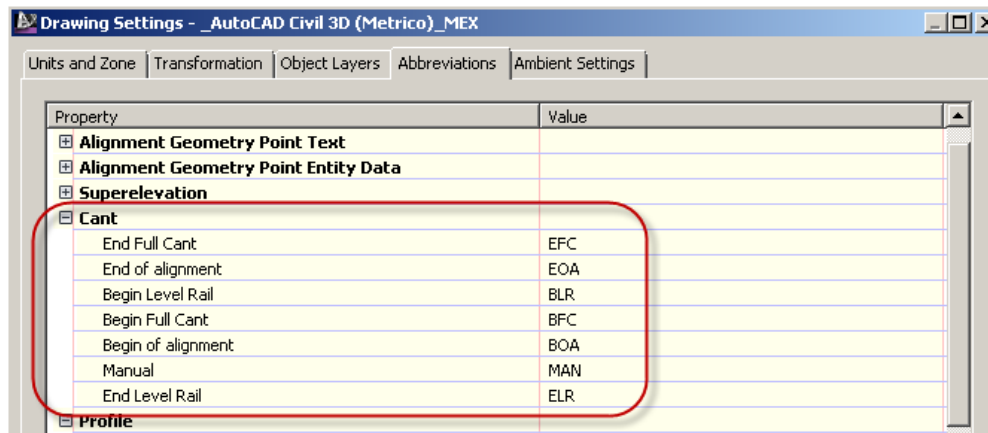 Drawing Settings - _AutoCAD Civil 3D (Metrico)_MEX
Units and Zone Transformation Object Layers Abbreviations Ambient Settings
Property Value
Alignment Geometry Point Text
Alignment Geometry Point Entity Data
Superelevation
Cant
End Full Cant EFC
End of alignment EOA
Begin Level Rail BLR
Begin Full Cant BFC
Begin of alignment BOA
Manual MAN
End Level Rail ELR
Profile